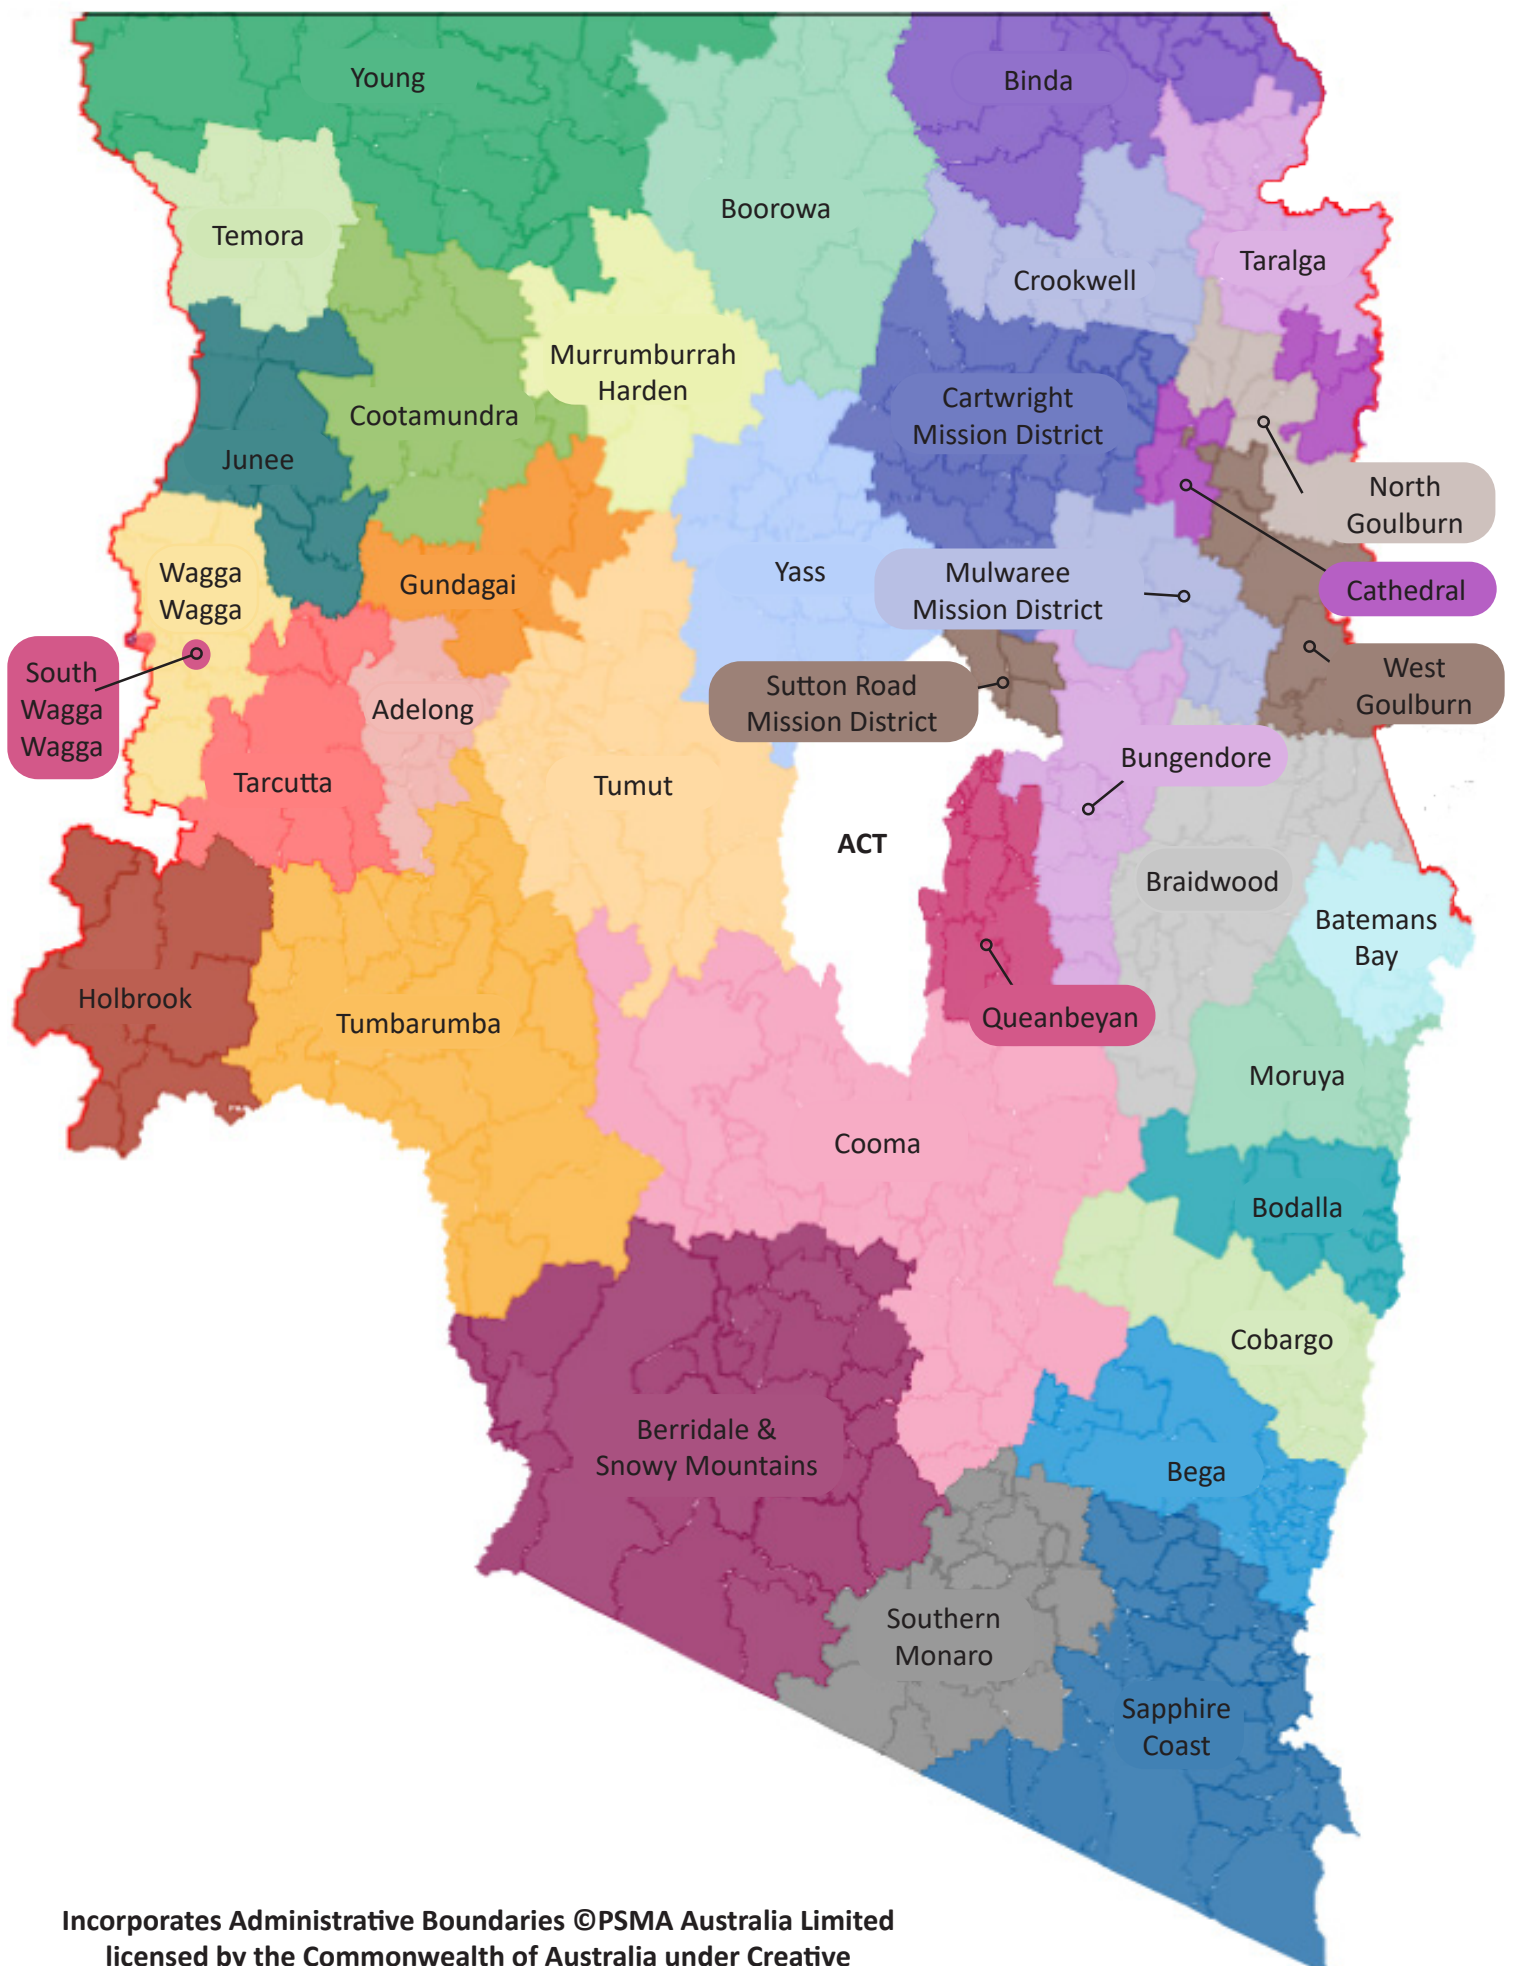 Young
Binda
Temora
Boorowa
Taralga
Crookwell
Murrumburrah
Harden
Cootamundra
Cartwright
Mission District
Junee
North
Goulburn
Wagga
Wagga
Gundagai
Yass
Mulwaree
Mission District
Cathedral
South
Wagga
Wagga
Adelong
Sutton Road
Mission District
West
Goulburn
Tarcutta
Tumut
Bungendore
ACT
Braidwood
Batemans
Bay
Holbrook
Tumbarumba
Queanbeyan
Moruya
Cooma
Bodalla
Cobargo
Berridale &
Snowy Mountains
Bega
Southern
Monaro
Sapphire
Coast
Incorporates Administrative Boundaries ©PSMA Australia Limited
licensed by the Commonwealth of Australia under Creative